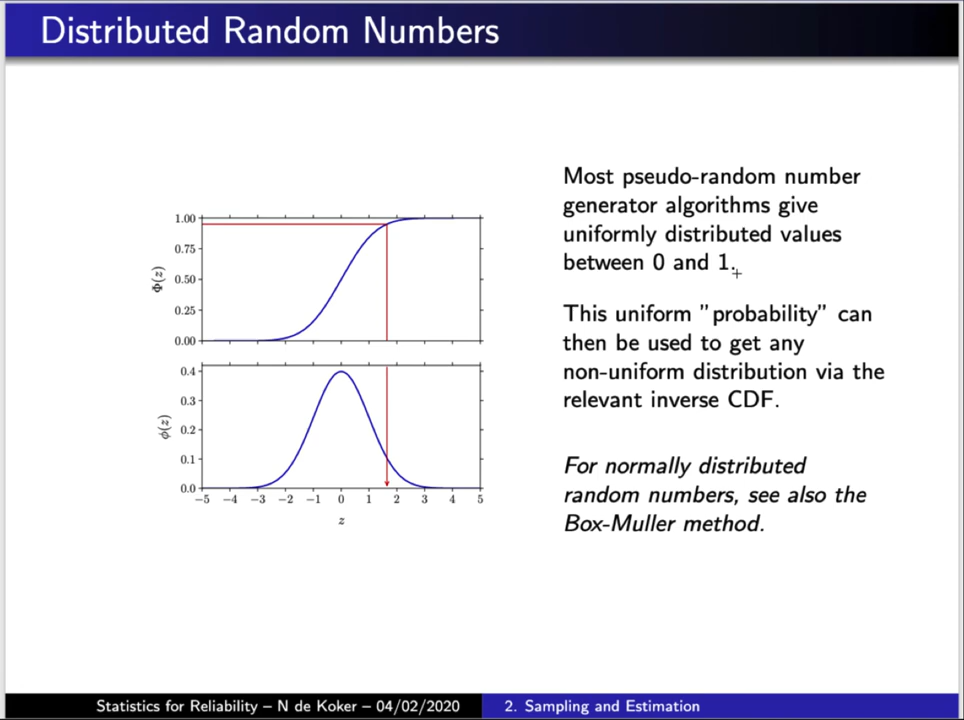 Distributed Random Numbers
Most pseudo-random number
generator algorithms give
uniformly distributed values
between 0 and 1.
This uniform "probability" can
then be used to get any
non-uniform distribution via the
relevant inverse CDF.
For normally distributed
random numbers, see also the
Box-Muller method.
Φ(z)
1.00
0.75
0.50
0.25
0.00
ϕ(z)
0.4
0.3
0.2
0.1
0.0
−5 −4 −3 −2 −1 0 1 2 3 4 5
z
Statistics for Reliability – N de Koker – 04/02/2020
2. Sampling and Estimation